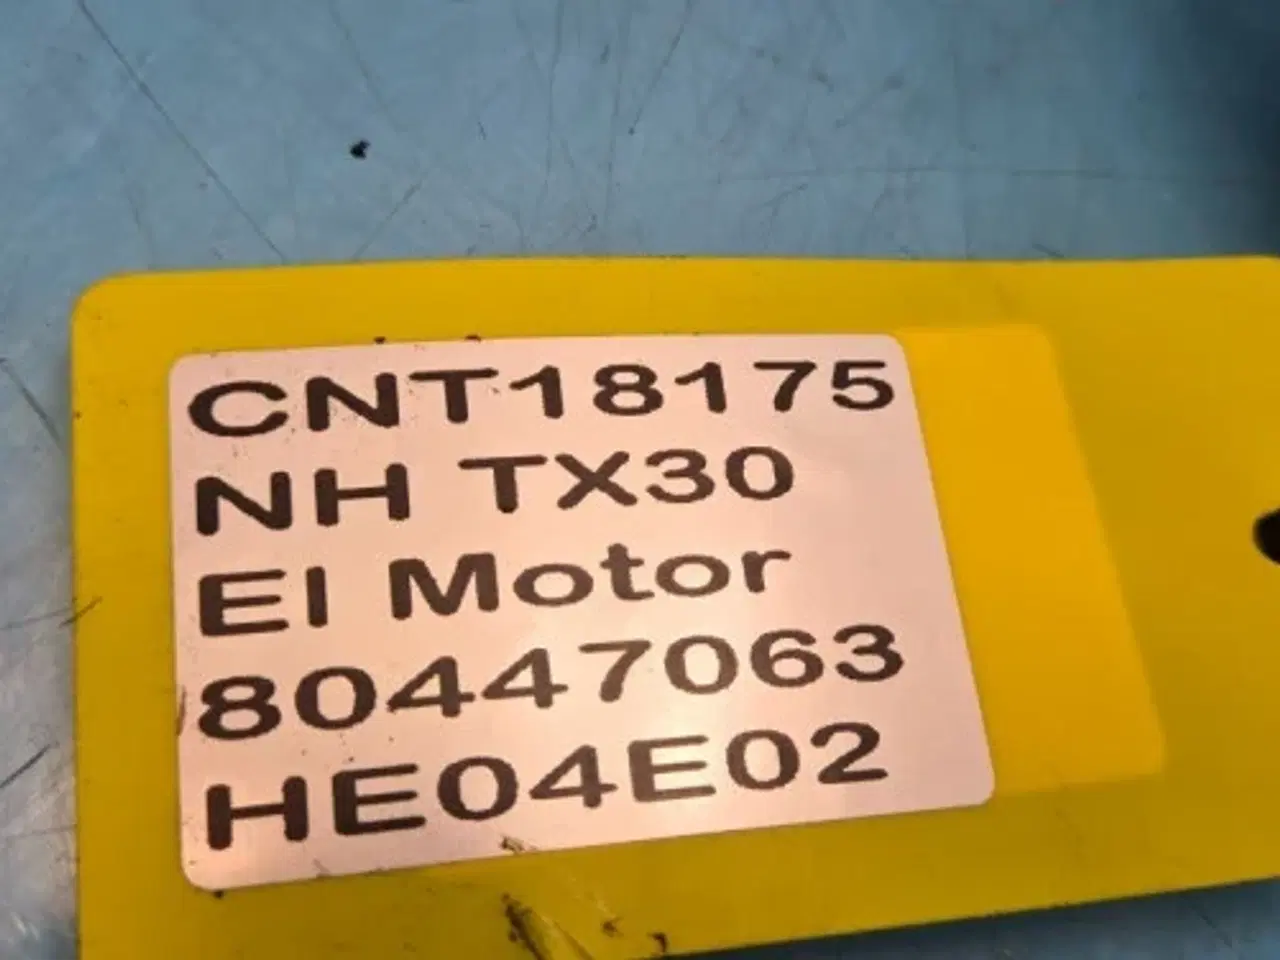 CNT18175
NH TX30
El Motor
80447063
HE04E02